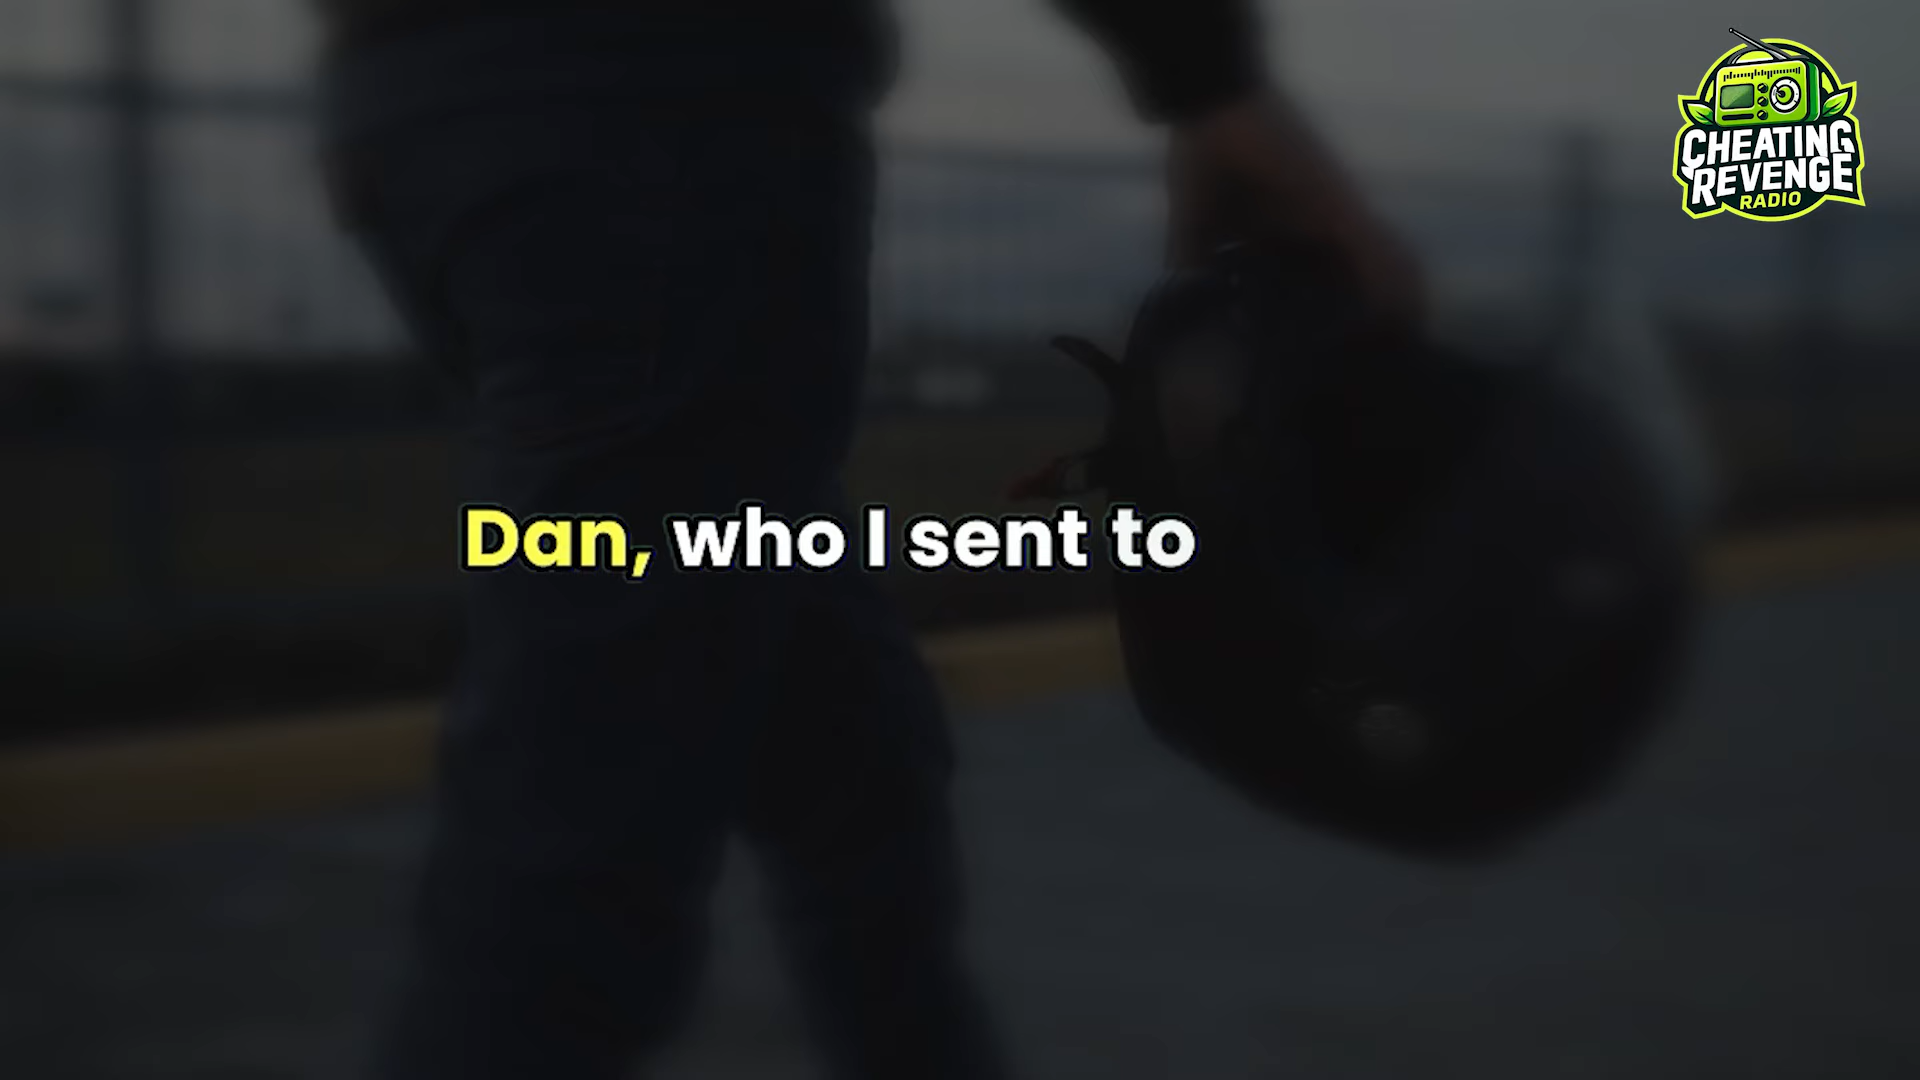 CHEATING
REVENGE
RADIO
Dan, who I sent to